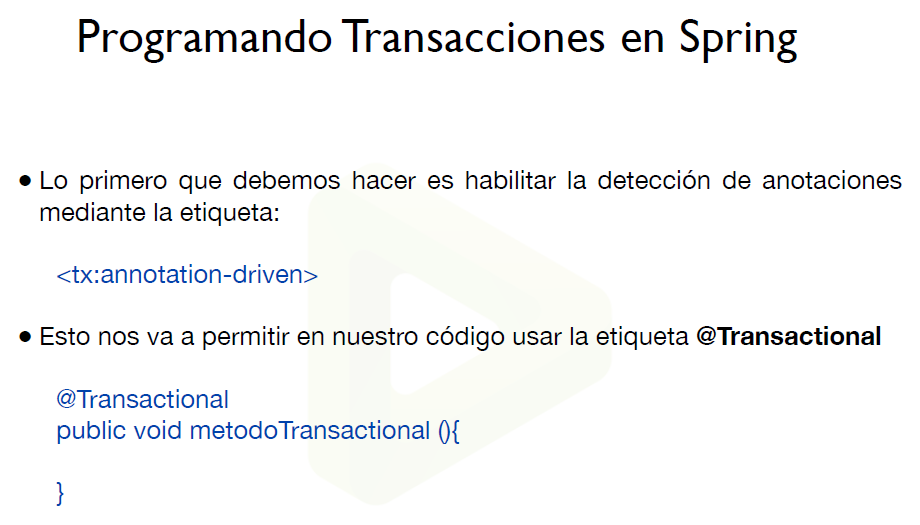 Programando Transacciones en Spring
• Lo primero que debemos hacer es habilitar la detección de anotaciones
mediante la etiqueta:
<tx:annotation-driven>
• Esto nos va a permitir en nuestro código usar la etiqueta @Transactional
@Transactional
public void metodoTransactional (){
}